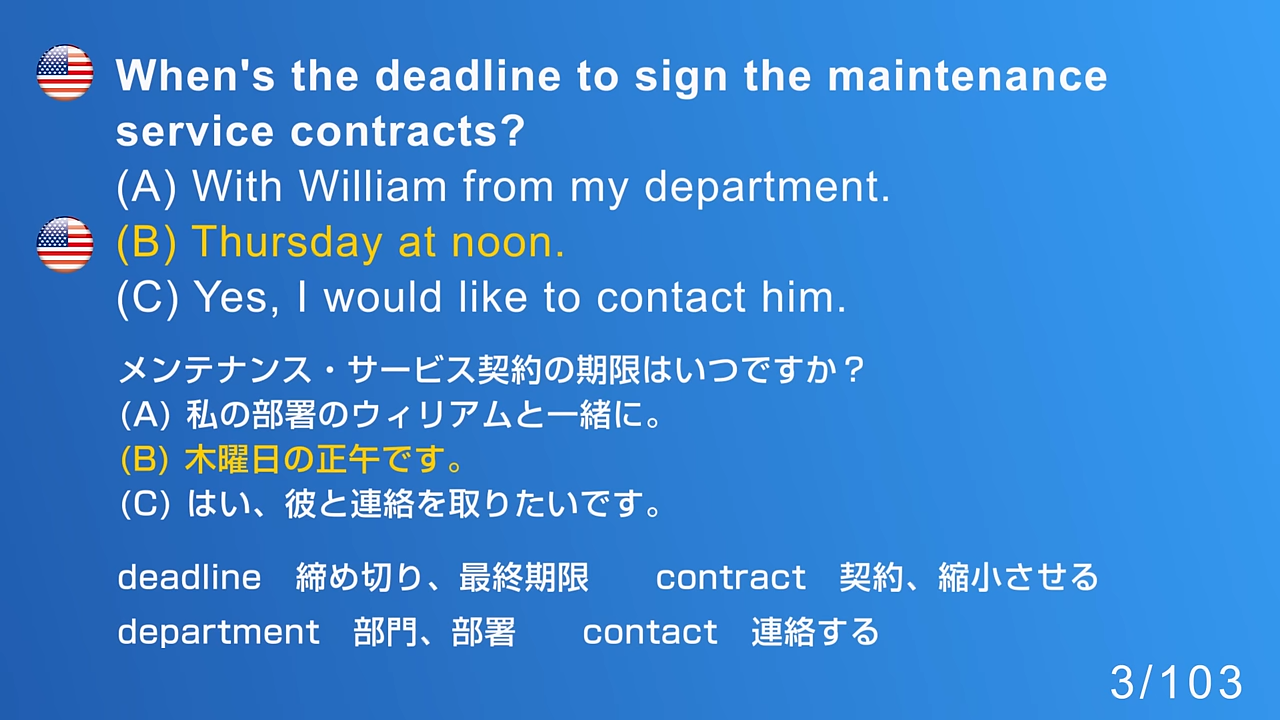 When's the deadline to sign the maintenance
service contracts?
(A) With William from my department.
(B) Thursday at noon.
(C) Yes, I would like to contact him.
メンテナンス・サービス契約の期限はいつですか？
(A) 私の部署のウィリアムと一緒に。
(B) 木曜日の正午です。
(C) はい、彼と連絡を取りたいです。
deadline　締め切り、最終期限　　contract　契約、縮小させる
department　部門、部署　　contact　連絡する
3/103